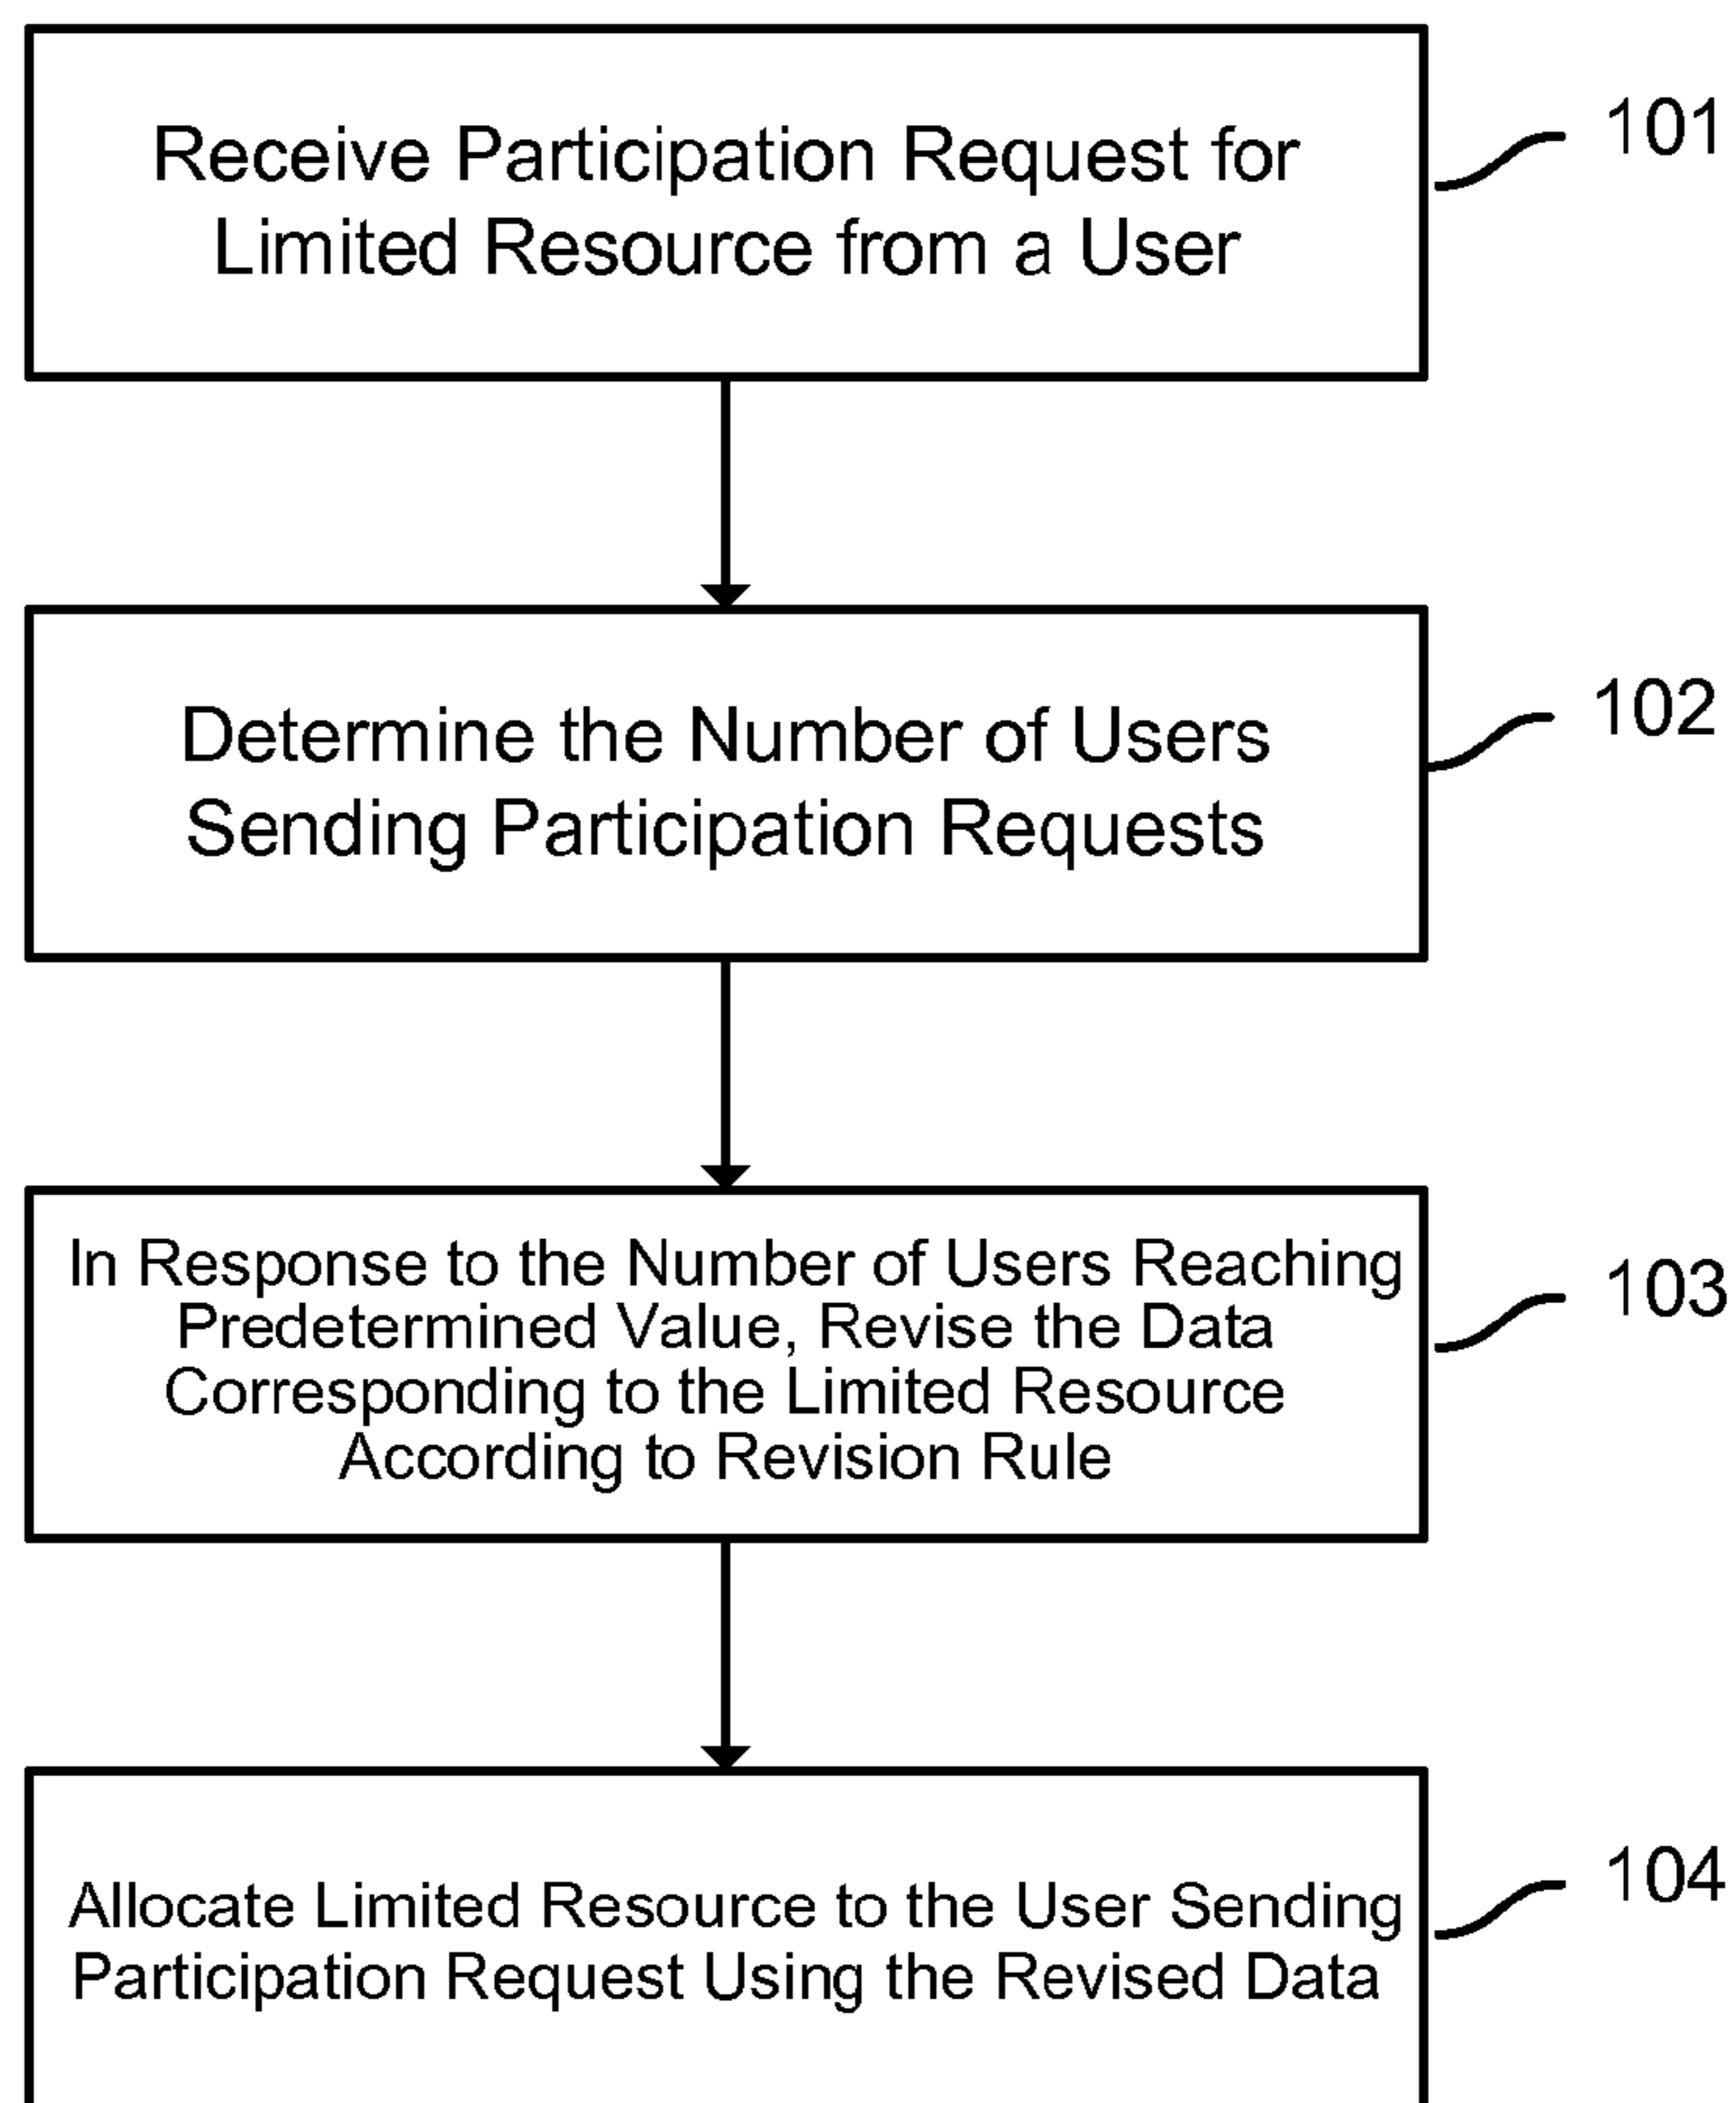 Receive Participation Request for
Limited Resource from a User
101
Determine the Number of Users
Sending Participation Requests
102
In Response to the Number of Users Reaching
Predetermined Value, Revise the Data
Corresponding to the Limited Resource
According to Revision Rule
103
Allocate Limited Resource to the User Sending
Participation Request Using the Revised Data
104